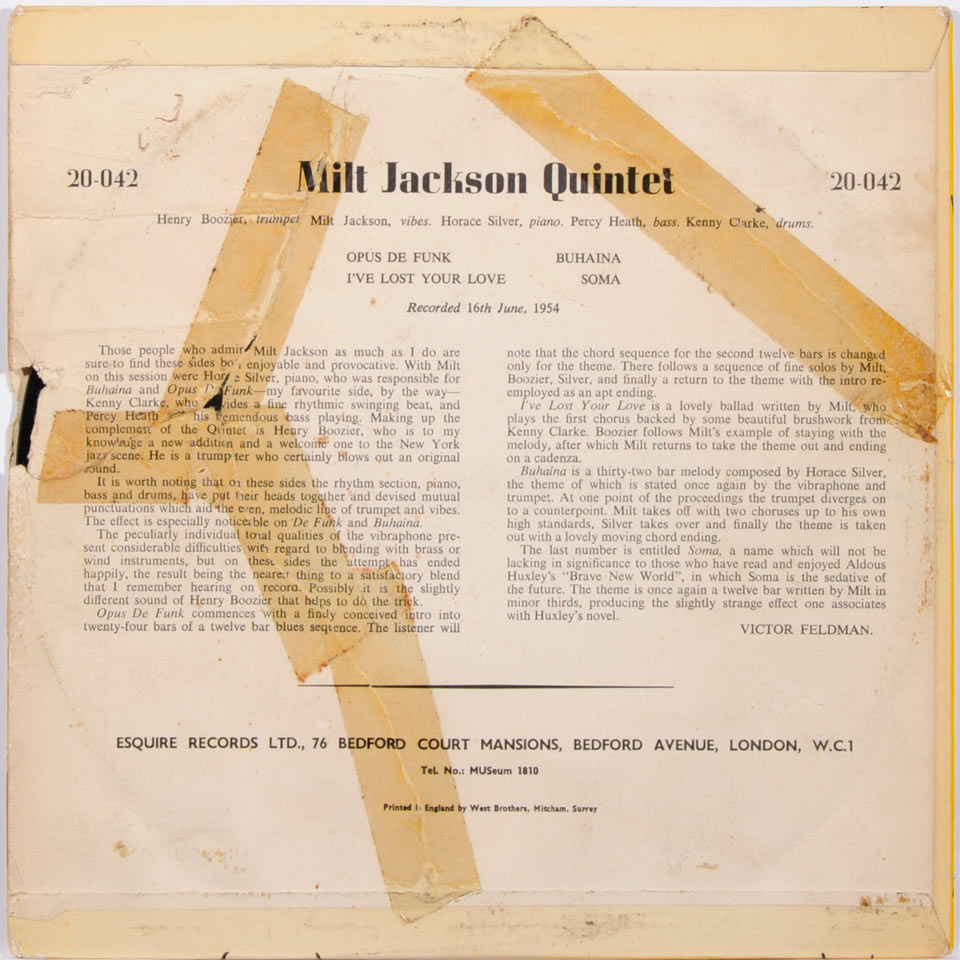 20-042 Milt Jackson Quintet 20-042
Henry Boozier, trumpet Milt Jackson, vibes. Horace Silver, piano. Percy Heath, bass. Kenny Clarke, drums.
OPUS DE FUNK BUHAINA
I'VE LOST YOUR LOVE SOMA
Recorded 16th June, 1954
Those people who admire Milt Jackson as much as I do are
sure to find these sides both enjoyable and provocative. With Milt
on this session were Horace Silver, piano, who was responsible for
Buhaina and Opus De Funk—my favourite side, by the way—
Kenny Clarke, who provides a fine rhythmic swinging beat, and
Percy Heath and his tremendous bass playing. Making up the
complement of the Quintet is Henry Boozier, who is to my
knowledge a new addition and a welcome one to the New York
jazz scene. He is a trumpeter who certainly blows out an original
sound.
It is worth noting that on these sides the rhythm section, piano,
bass and drums, have put their heads together and devised mutual
punctuations which aid the even, melodic line of trumpet and vibes.
The effect is especially noticeable on De Funk and Buhaina.
The peculiarly individual tonal qualities of the vibraphone pre-
sent considerable difficulties with regard to blending with brass or
wind instruments, but on these sides the attempt has ended
happily, the result being the nearest thing to a satisfactory blend
that I remember hearing on record. Possibly it is the slightly
different sound of Henry Boozier that helps to do the trick.
Opus De Funk commences with a finely conceived intro into
twenty-four bars of a twelve bar blues sequence. The listener will
note that the chord sequence for the second twelve bars is changed
only for the theme. There follows a sequence of fine solos by Milt,
Boozier, Silver, and finally a return to the theme with the intro re-
employed as an apt ending.
I've Lost Your Love is a lovely ballad written by Milt, who
plays the first chorus backed by some beautiful brushwork from
Kenny Clarke. Boozier follows Milt's example of staying with the
melody, after which Milt returns to take the theme out and ending
on a cadenza.
Buhaina is a thirty-two bar melody composed by Horace Silver,
the theme of which is stated once again by the vibraphone and
trumpet. At one point of the proceedings the trumpet diverges on
to a counterpoint. Milt takes off with two choruses up to his own
high standards, Silver takes over and finally the theme is taken
out with a lovely moving chord ending.
The last number is entitled Soma, a name which will not be
lacking in significance to those who have read and enjoyed Aldous
Huxley's "Brave New World", in which Soma is the sedative of
the future. The theme is once again a twelve bar written by Milt in
minor thirds, producing the slightly strange effect one associates
with Huxley's novel.
VICTOR FELDMAN.
ESQUIRE RECORDS LTD., 76 BEDFORD COURT MANSIONS, BEDFORD AVENUE, LONDON, W.C.1
Tel. No.: MUSeum 1810
Printed in England by West Brothers, Mitcham, Surrey